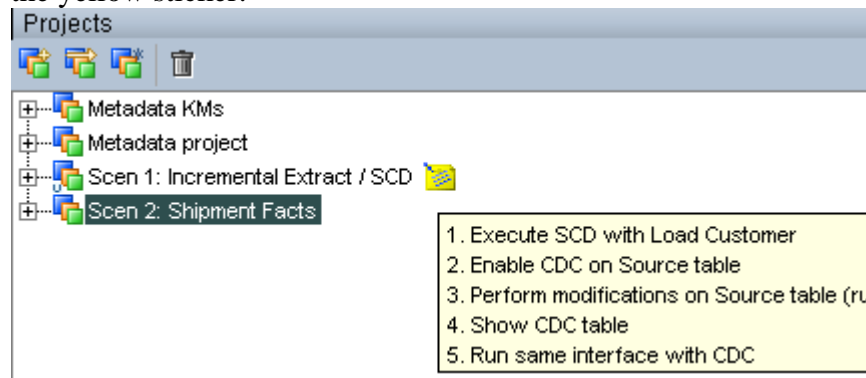 the yellow sticker.
Projects
Metadata KMs
Metadata project
Scen 1: Incremental Extract / SCD
Scen 2: Shipment Facts
1. Execute SCD with Load Customer
2. Enable CDC on Source table
3. Perform modifications on Source table (ru
4. Show CDC table
5. Run same interface with CDC